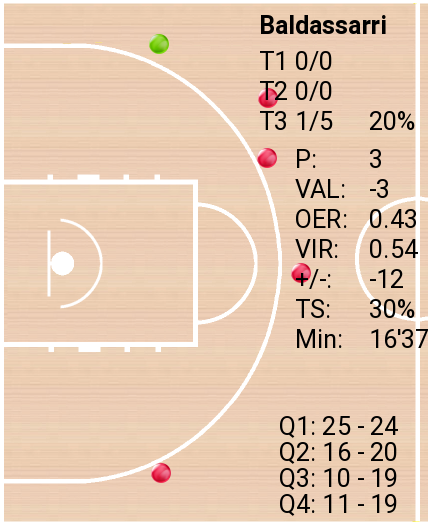 Baldassarri
T1 0/0
T2 0/0
T3 1/5 20%
P: 3
VAL: -3
OER: 0.43
VIR: 0.54
+/-: -12
TS: 30%
Min: 16'37
Q1: 25 - 24
Q2: 16 - 20
Q3: 10 - 19
Q4: 11 - 19